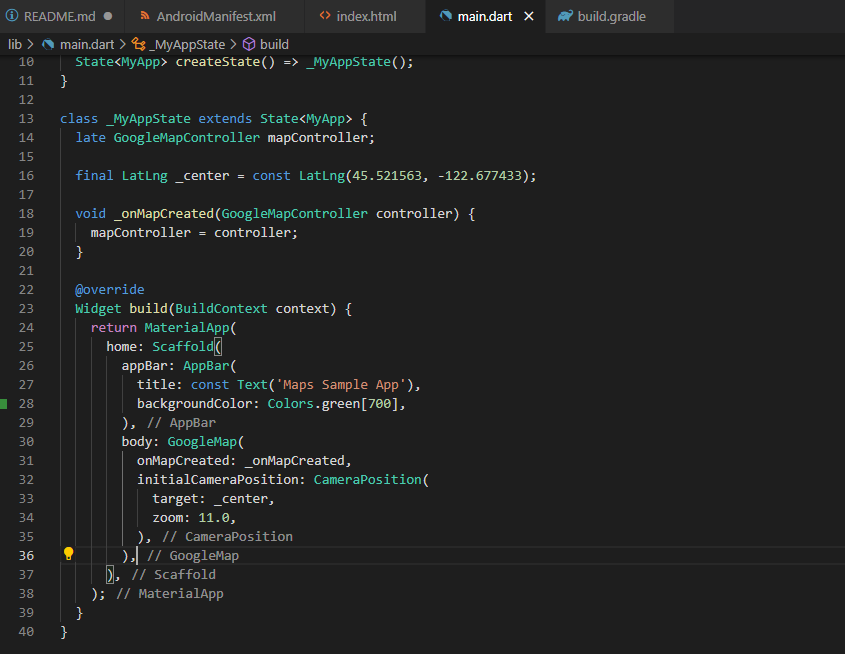 README.md AndroidManifest.xml index.html main.dart build.gradle
lib > main.dart > _MyAppState > build
10 State<MyApp> createState() => _MyAppState();
11 }
12
13 class _MyAppState extends State<MyApp> {
14 late GoogleMapController mapController;
15
16 final LatLng _center = const LatLng(45.521563, -122.677433);
17
18 void _onMapCreated(GoogleMapController controller) {
19 mapController = controller;
20 }
21
22 @override
23 Widget build(BuildContext context) {
24 return MaterialApp(
25 home: Scaffold(
26 appBar: AppBar(
27 title: const Text('Maps Sample App'),
28 backgroundColor: Colors.green[700],
29 ), // AppBar
30 body: GoogleMap(
31 onMapCreated: _onMapCreated,
32 initialCameraPosition: CameraPosition(
33 target: _center,
34 zoom: 11.0,
35 ), // CameraPosition
36 ), // GoogleMap
37 ), // Scaffold
38 ); // MaterialApp
39 }
40 }